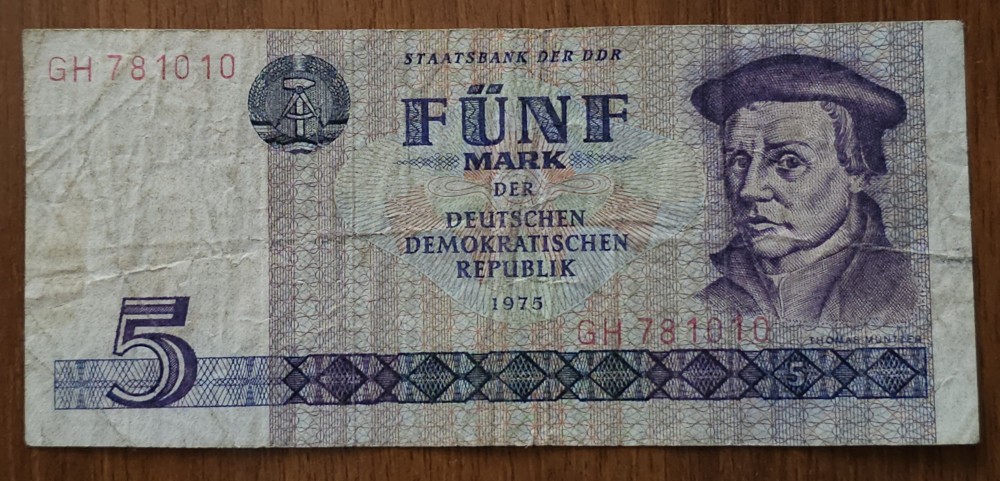 GH 781010
STAATSBANK DER DDR
FÜNF
MARK
DER
DEUTSCHEN
DEMOKRATISCHEN
REPUBLIK
1975
GH 781010
THOMAS MÜNTZER
5
5